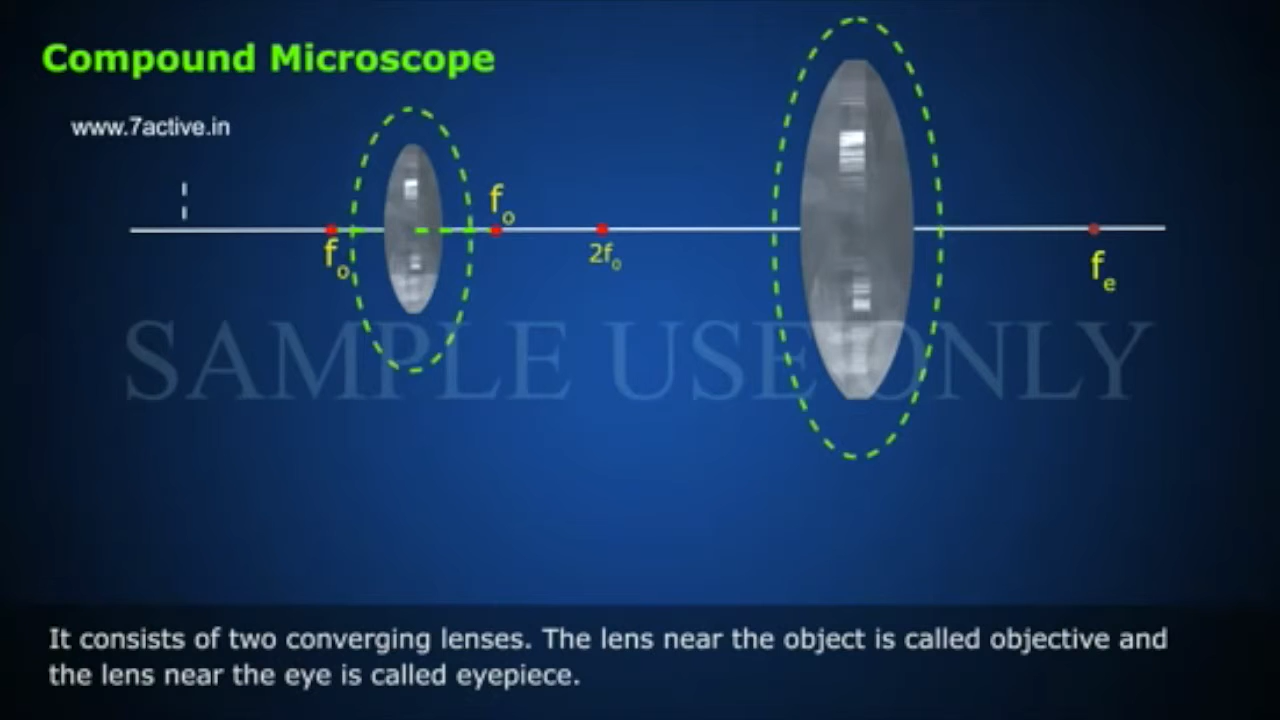 Compound Microscope
www.7active.in
fo
fo
2fo
fe
SAMPLE USE ONLY
It consists of two converging lenses. The lens near the object is called objective and
the lens near the eye is called eyepiece.